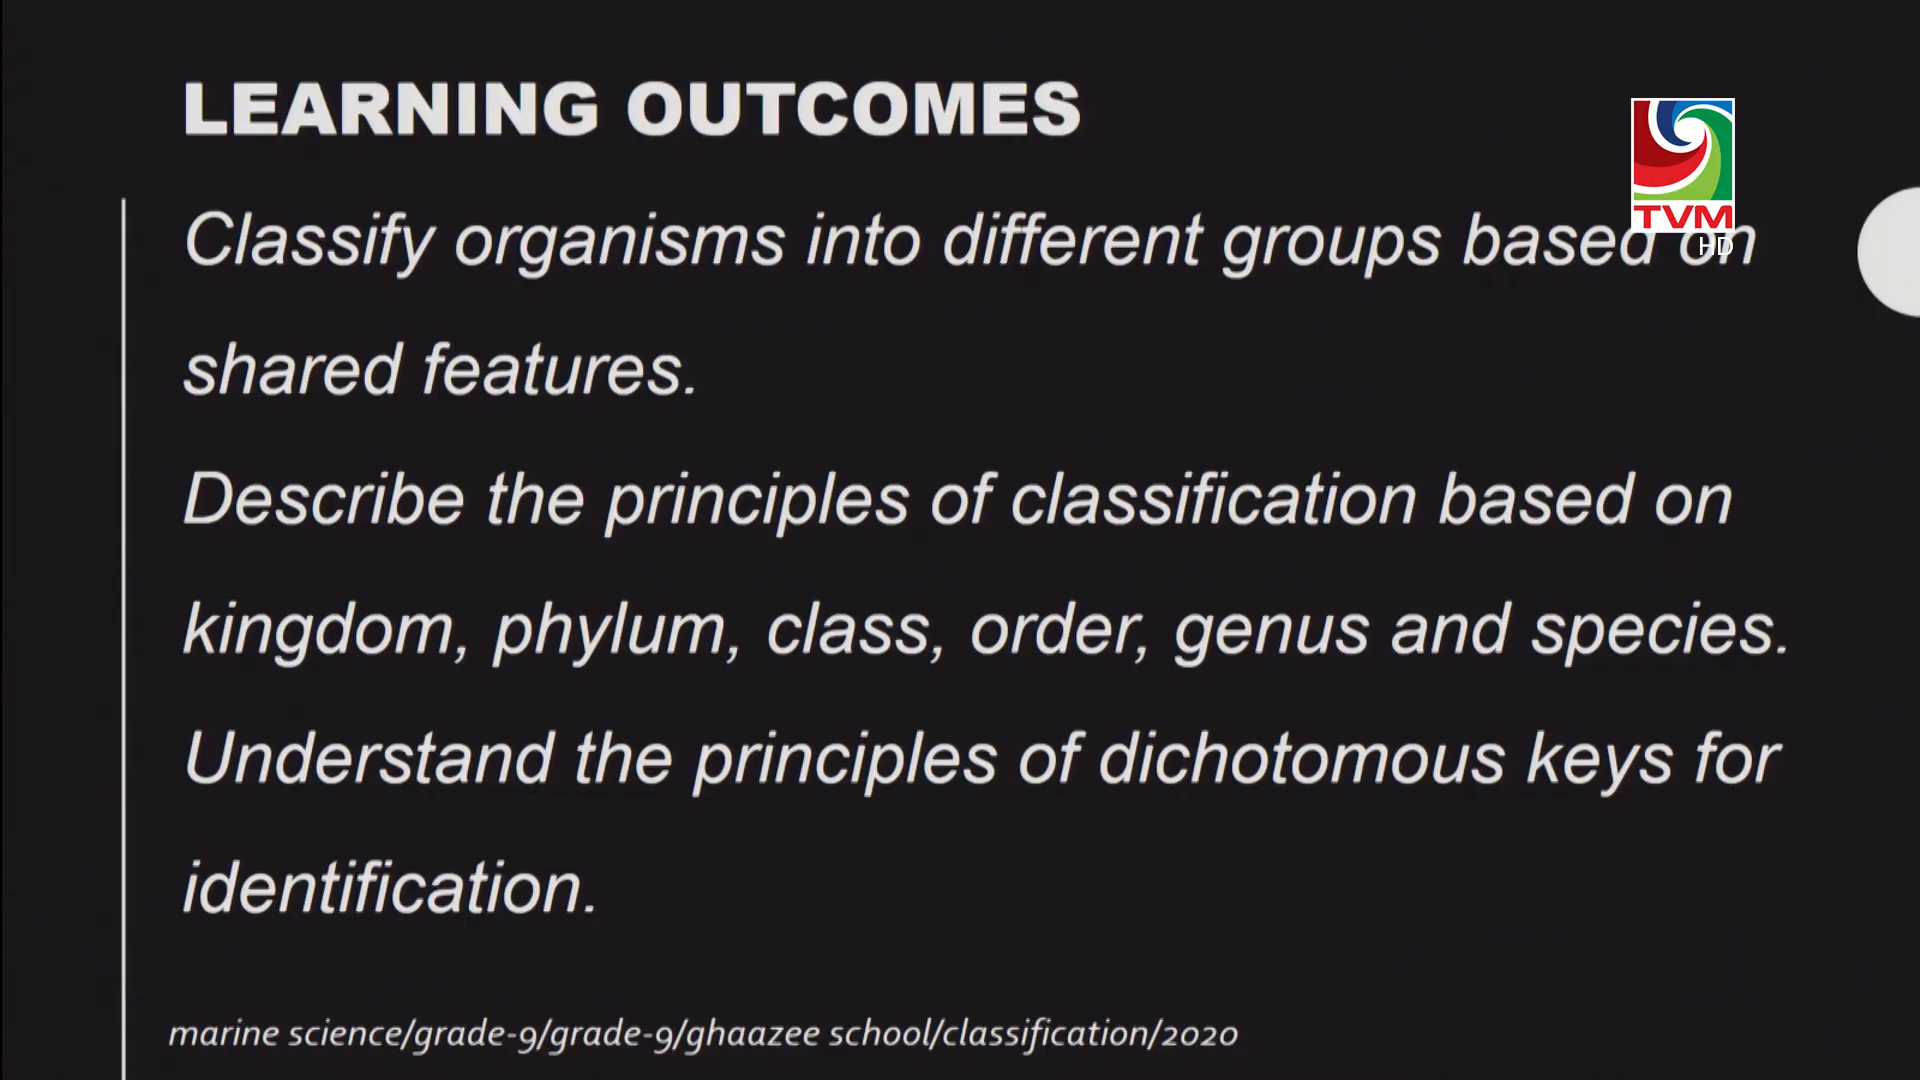 LEARNING OUTCOMES
TVM
HD
Classify organisms into different groups based on
shared features.
Describe the principles of classification based on
kingdom, phylum, class, order, genus and species.
Understand the principles of dichotomous keys for
identification.
marine science/grade-9/grade-9/ghaazee school/classification/2020